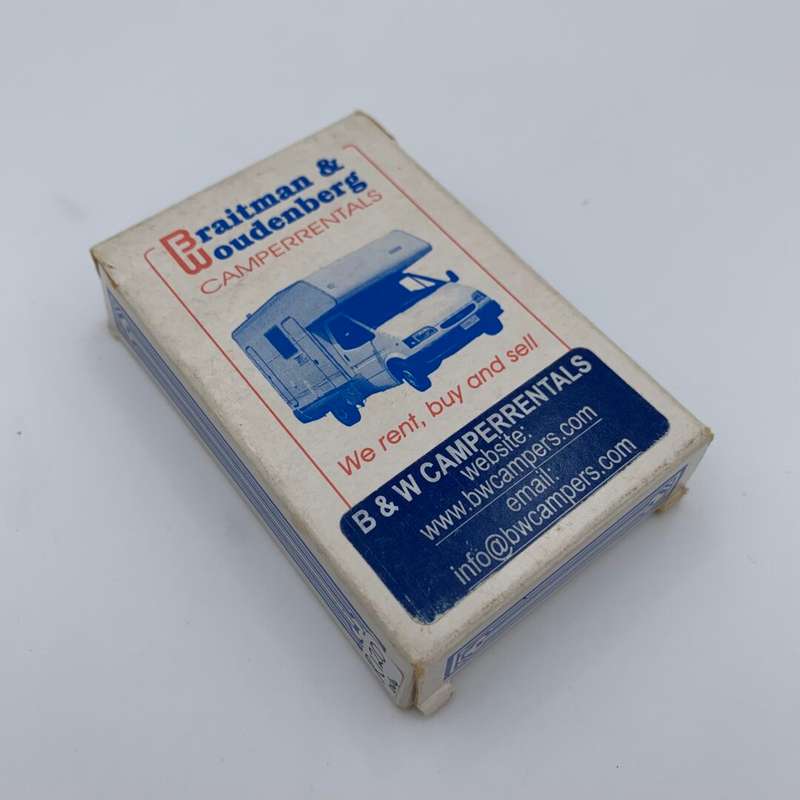 Braitman &
Woudenberg
CAMPERRENTALS
We rent, buy and sell
B & W CAMPERRENTALS
website:
www.bwcampers.com
email:
info@bwcampers.com